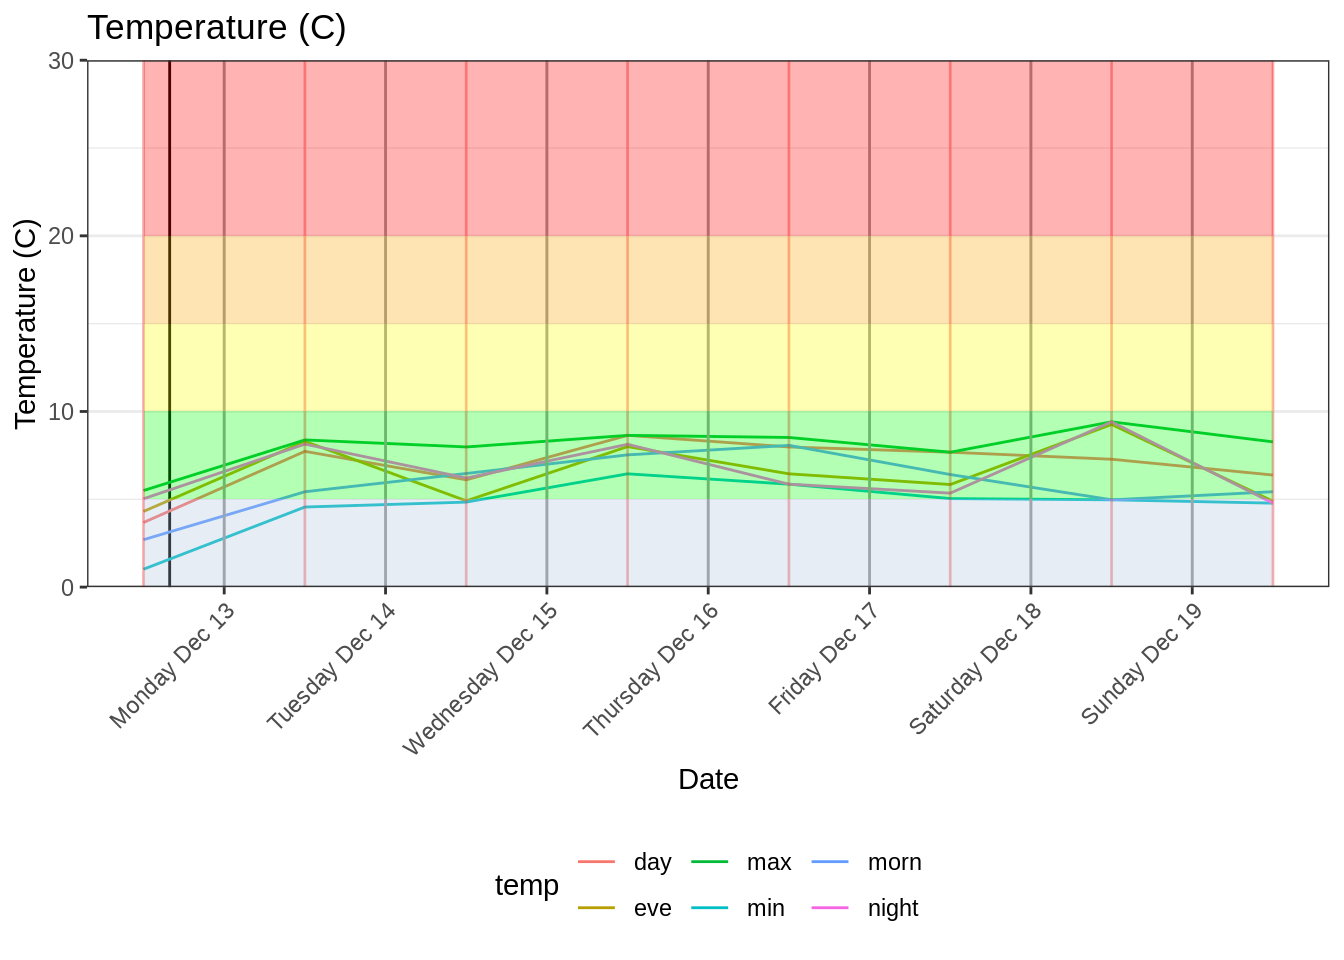 Temperature (C)
Temperature (C)
30
20
10
0
Monday Dec 13
Tuesday Dec 14
Wednesday Dec 15
Thursday Dec 16
Friday Dec 17
Saturday Dec 18
Sunday Dec 19
Date
temp
day
max
morn
eve
min
night